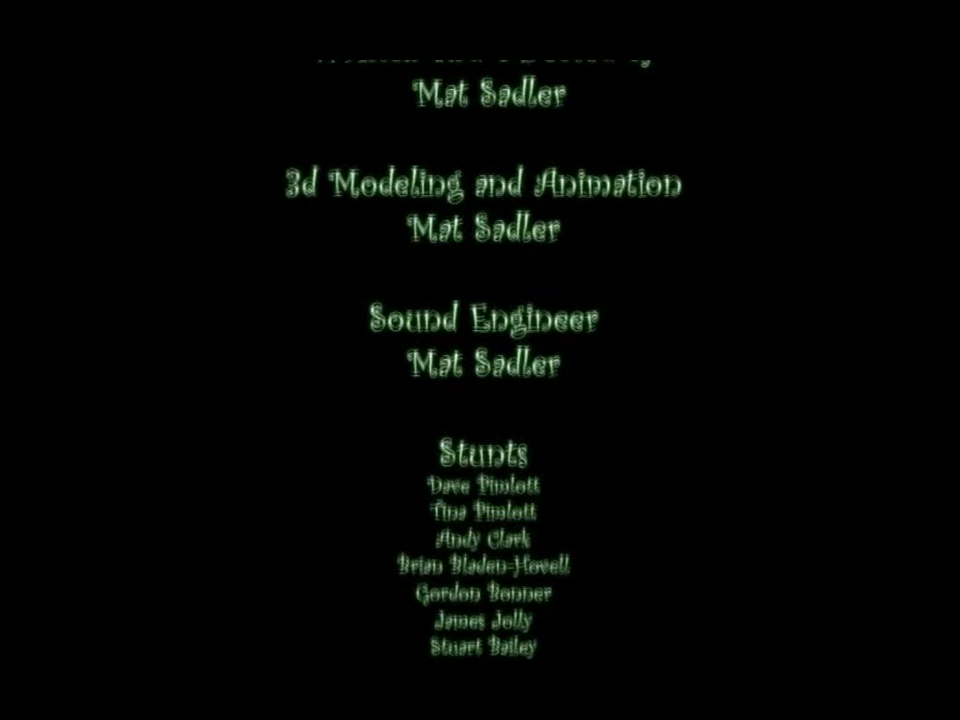 Mat Sadler
3d Modeling and Animation
Mat Sadler
Sound Engineer
Mat Sadler
Stunts
Dave Pimlott
Tina Pimlott
Andy Clark
Brian Bladen-Hovell
Gordon Bonner
James Jolly
Stuart Bailey